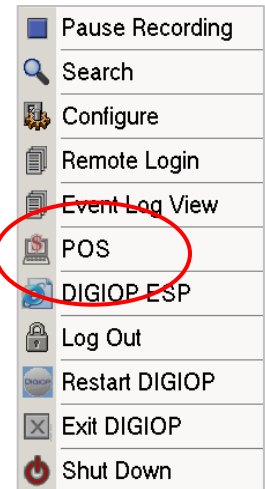 Pause Recording
Search
Configure
Remote Login
Event Log View
POS
DIGIOP ESP
Log Out
DIGIOP Restart DIGIOP
Exit DIGIOP
Shut Down